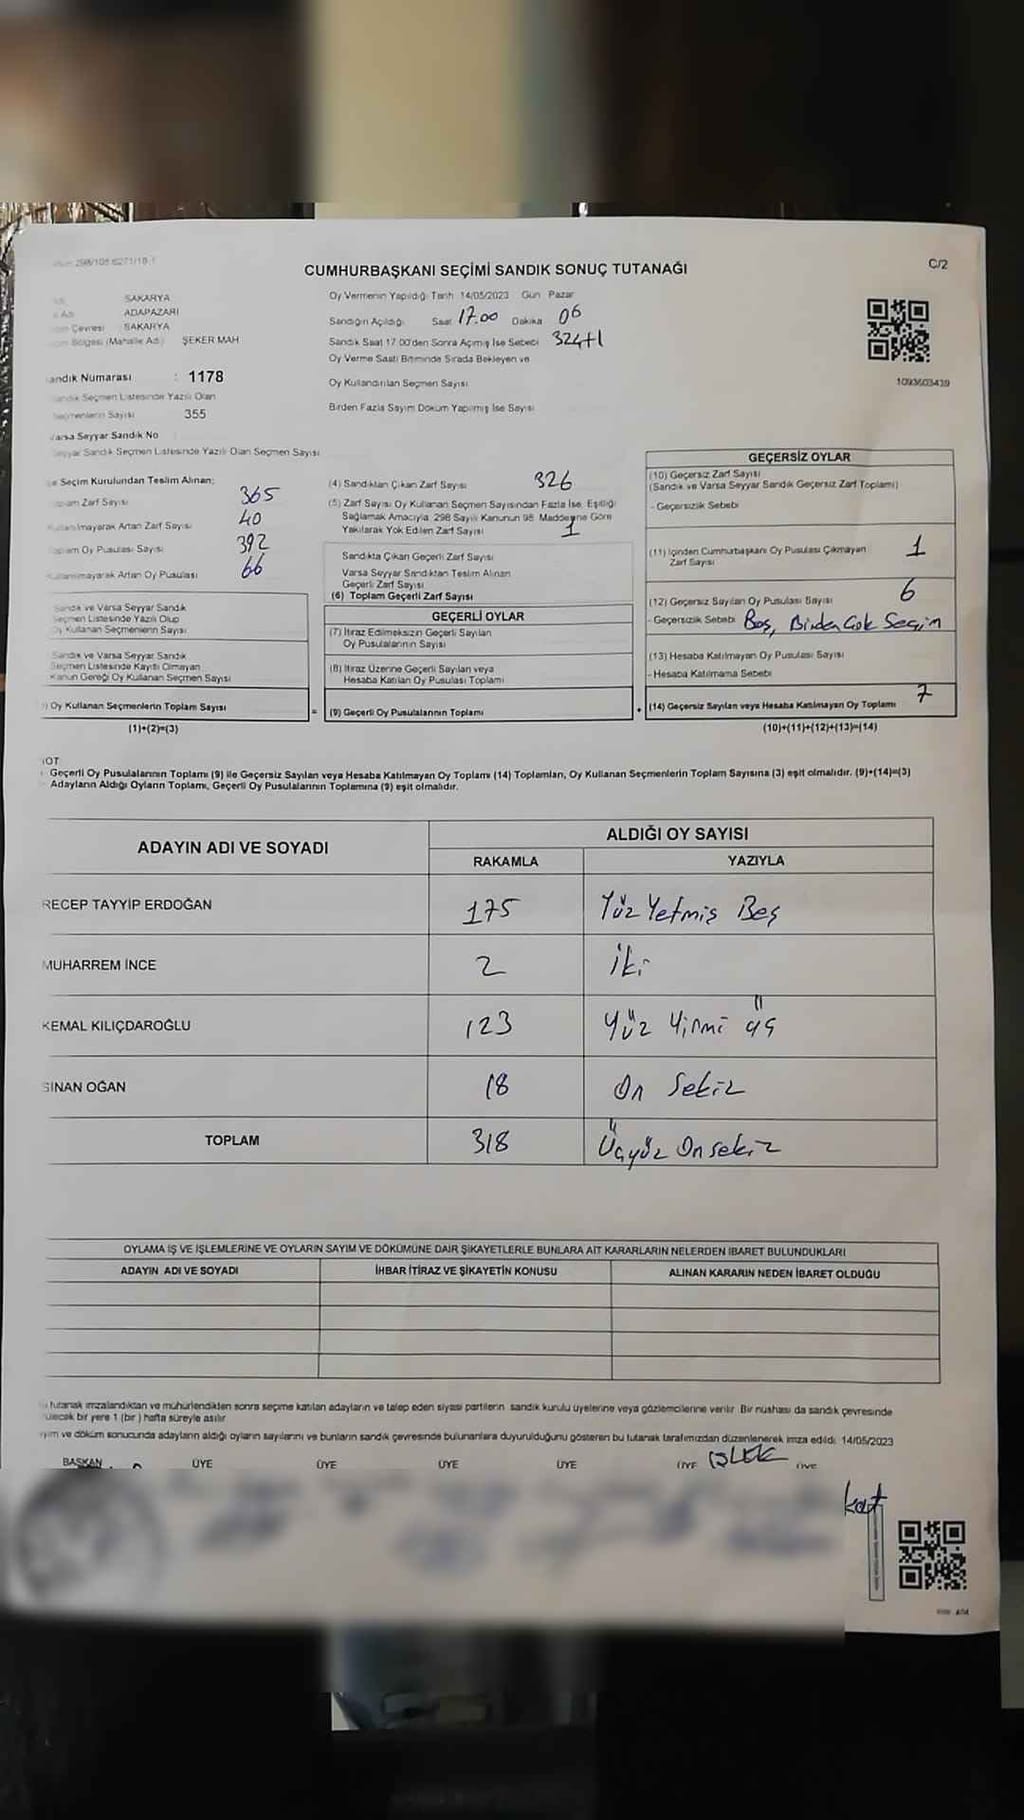 298/105 6271/18-1
C/2
CUMHURBAŞKANI SEÇİMİ SANDIK SONUÇ TUTANAĞI
SAKARYA
Adı ADAPAZARI
Çevresi SAKARYA
Bölgesi (Mahalle Adı) ŞEKER MAH
Oy Vermenin Yapıldığı Tarih 14/05/2023 Gün Pazar
Sandığın Açıldığı Saat 17.00 Dakika 06
Sandık Saat 17 00'den Sonra Açımış İse Sebebi 324+1
Oy Verme Saati Bitiminde Sırada Bekleyen ve
Oy Kullandırılan Seçmen Sayısı
Birden Fazla Sayım Döküm Yapılmış İse Sayısı
1093603439
andık Numarası : 1178
andık Seçmen Listesinde Yazılı Olan
Seçmenlerin Sayısı 355
Varsa Seyyar Sandık No
Seyyar Sandık Seçmen Listesinde Yazılı Olan Seçmen Sayısı
e Seçim Kurulundan Teslim Alınan;
oplam Zarf Sayısı 365
Kullanılmayarak Artan Zarf Sayısı 40
oplam Oy Pusulası Sayısı 392
Kullanılmayarak Artan Oy Pusulası 66
Sandık ve Varsa Seyyar Sandık
Seçmen Listesinde Yazılı Olup
Oy Kullanan Seçmenlerin Sayısı
Sandık ve Varsa Seyyar Sandık
Seçmen Listesinde Kayıtlı Olmayan
Kanun Gereği Oy Kullanan Seçmen Sayısı
) Oy Kullanan Seçmenlerin Toplam Sayısı
(1)+(2)=(3)
(4) Sandıktan Çıkan Zarf Sayısı 326
(5) Zarf Sayısı Oy Kullanan Seçmen Sayısından Fazla İse, Eşitliği
Sağlamak Amacıyla, 298 Sayılı Kanunun 98. Maddesine Göre
Yakılarak Yok Edilen Zarf Sayısı 1
Sandıkta Çıkan Geçerli Zarf Sayısı
Varsa Seyyar Sandıktan Teslim Alınan
Geçerli Zarf Sayısı
(6) Toplam Geçerli Zarf Sayısı
GEÇERLİ OYLAR
(7) İtiraz Edilmeksizin Geçerli Sayılan
Oy Pusulalarının Sayısı
(8) İtiraz Üzerine Geçerli Sayılan veya
Hesaba Katılan Oy Pusulası Toplamı
= (9) Geçerli Oy Pusulalarının Toplamı
GEÇERSİZ OYLAR
(10) Geçersiz Zarf Sayısı
(Sandık ve Varsa Seyyar Sandık Geçersiz Zarf Toplamı)
- Geçersizlik Sebebi
(11) İçinden Cumhurbaşkanı Oy Pusulası Çıkmayan 1
Zarf Sayısı
(12) Geçersiz Sayılan Oy Pusulası Sayısı 6
- Geçersizlik Sebebi Boş, Birden Çok Seçim
(13) Hesaba Katılmayan Oy Pusulası Sayısı
- Hesaba Katılmama Sebebi
+ (14) Geçersiz Sayılan veya Hesaba Katılmayan Oy Toplamı 7
(10)+(11)+(12)+(13)=(14)
OT
Geçerli Oy Pusulalarının Toplamı (9) ile Geçersiz Sayılan veya Hesaba Katılmayan Oy Toplamı (14) Toplamları, Oy Kullanan Seçmenlerin Toplam Sayısına (3) eşit olmalıdır. (9)+(14)=(3)
Adayların Aldığı Oyların Toplamı, Geçerli Oy Pusulalarının Toplamına (9) eşit olmalıdır.
ADAYIN ADI VE SOYADI ALDIĞI OY SAYISI
RAKAMLA YAZIYLA
RECEP TAYYİP ERDOĞAN 175 Yüz Yetmiş Beş
MUHARREM İNCE 2 İki
KEMAL KILIÇDAROĞLU 123 Yüz Yirmi üç
SİNAN OĞAN 18 On Sekiz
TOPLAM 318 Üçyüz Onsekiz
OYLAMA İŞ VE İŞLEMLERİNE VE OYLARIN SAYIM VE DÖKÜMÜNE DAİR ŞİKAYETLERLE BUNLARA AİT KARARLARIN NELERDEN İBARET BULUNDUKLARI
ADAYIN ADI VE SOYADI İHBAR İTİRAZ VE ŞİKAYETİN KONUSU ALINAN KARARIN NEDEN İBARET OLDUĞU
tutanak imzalandıktan ve mühürlendikten sonra seçime katılan adayların ve talep eden siyasi partilerin sandık kurulu üyelerine veya gözlemcilerine verilir. Bir nüshası da sandık çevresinde
ülecek bir yere 1 (bir ) hafta süreyle asılır
ayım ve döküm sonucunda adayların aldığı oyların sayılarını ve bunların sandık çevresinde bulunanlara duyurulduğunu gösteren bu tutanak tarafımızdan düzenlenerek imza edildi. 14/05/2023
BAŞKAN ÜYE ÜYE ÜYE ÜYE ÜYE ÜYE